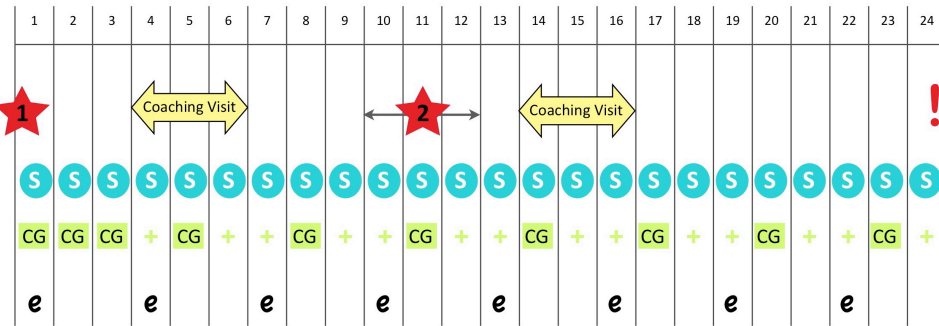 1 2 3 4 5 6 7 8 9 10 11 12 13 14 15 16 17 18 19 20 21 22 23 24
1 Coaching Visit 2 Coaching Visit !
S S S S S S S S S S S S S S S S S S S S S S S S
CG CG CG + CG + + CG + + CG + + CG + + CG + + CG + + CG +
e e e e e e e e